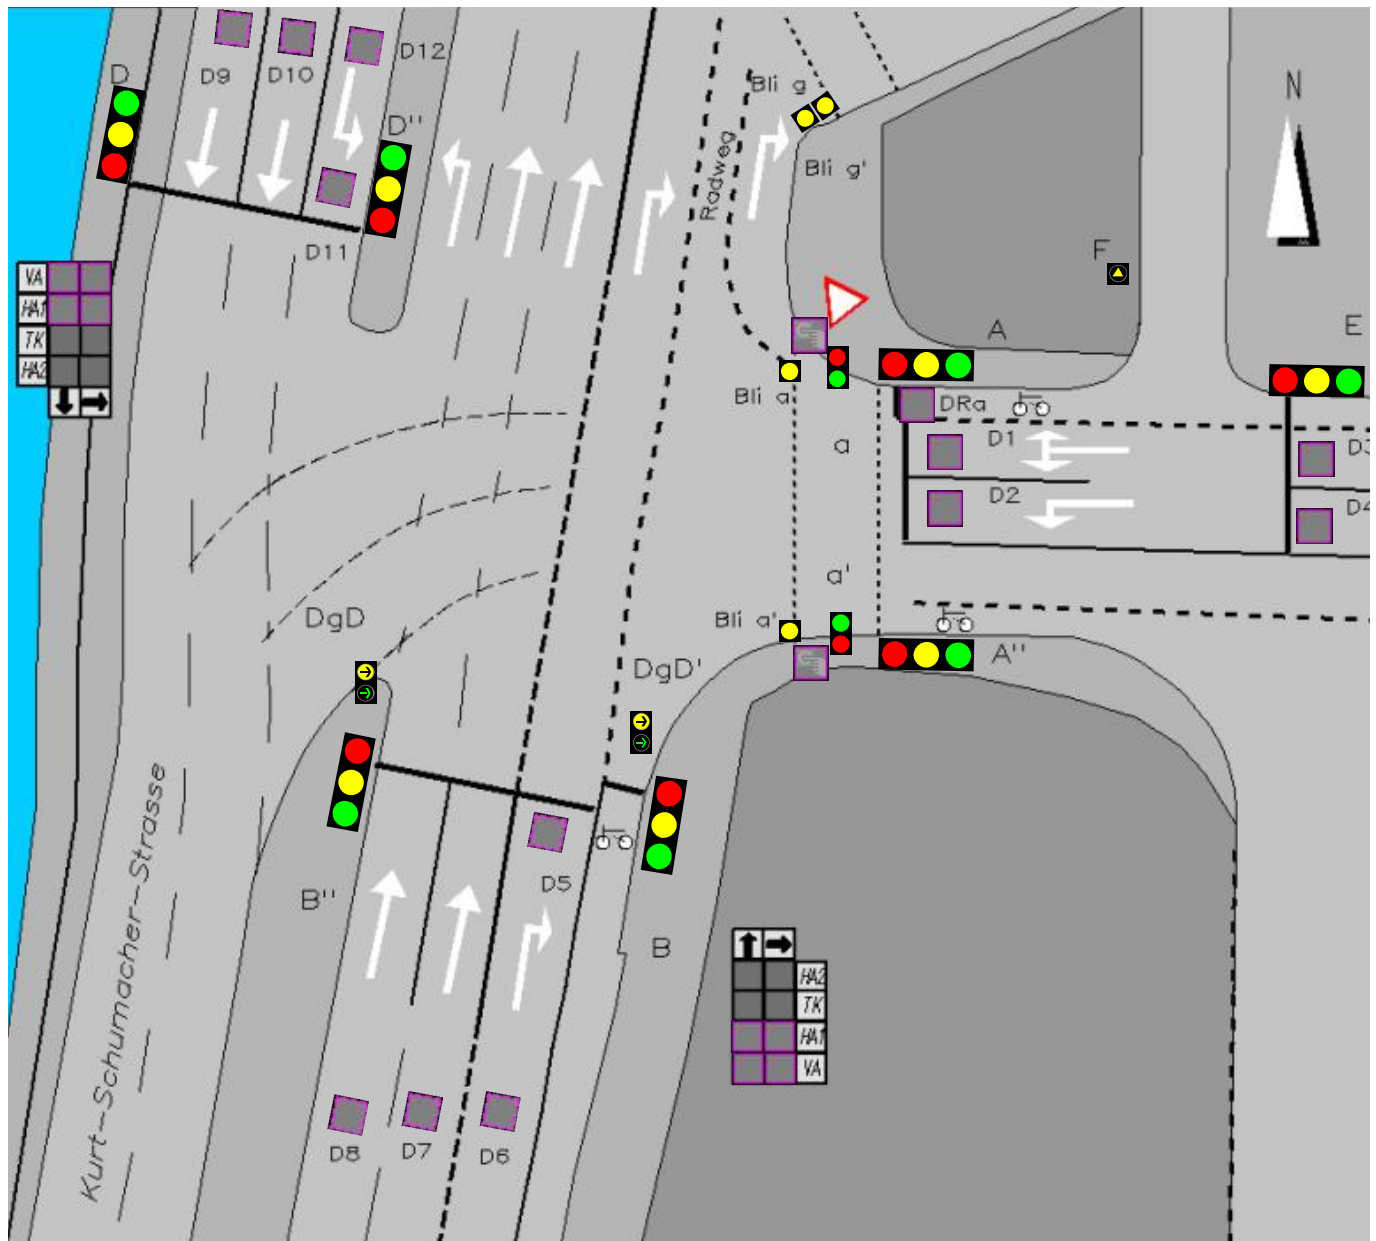 D
D9
D10
D12
D"
D11
Bli g
Bli g'
Radweg
N
F
A
E
VA
HA1
TK
HA2
Bli a
DRa
a
D1
D3
D2
D4
a'
Bli a'
A"
DgD
DgD'
Kurt-Schumacher-Strasse
B"
D5
B
HA2
TK
HA1
VA
D8
D7
D6